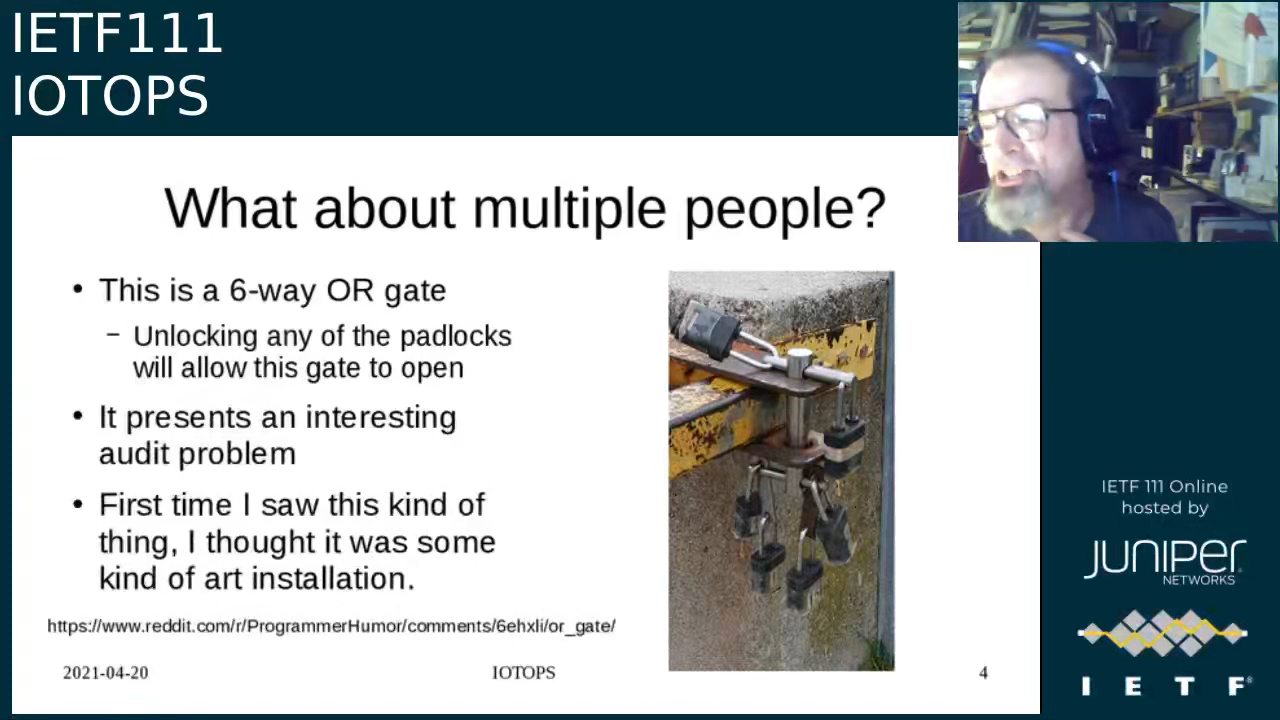 IETF111
IOTOPS
What about multiple people?
• This is a 6-way OR gate
– Unlocking any of the padlocks
will allow this gate to open
• It presents an interesting
audit problem
• First time I saw this kind of
thing, I thought it was some
kind of art installation.
https://www.reddit.com/r/ProgrammerHumor/comments/6ehxli/or_gate/
2021-04-20
IOTOPS
4
IETF 111 Online
hosted by
JUNIPER
NETWORKS
I E T F